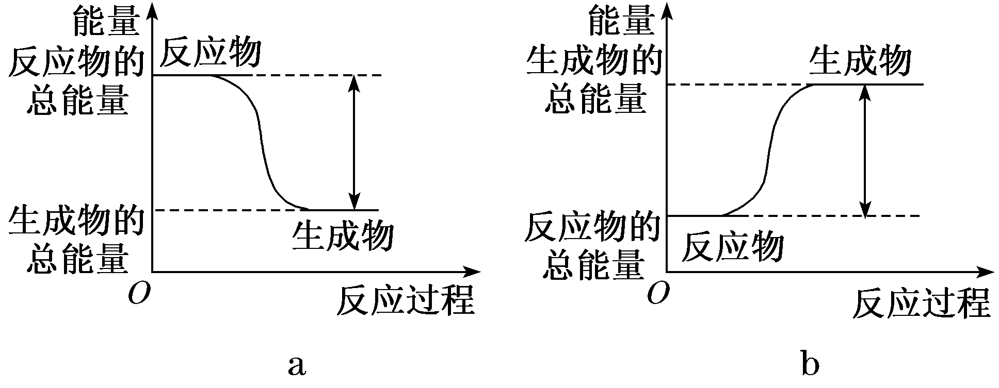 能量
反应物的
总能量
反应物
生成物的
总能量
生成物
O
反应过程
a
能量
生成物的
总能量
生成物
反应物的
总能量
反应物
O
反应过程
b